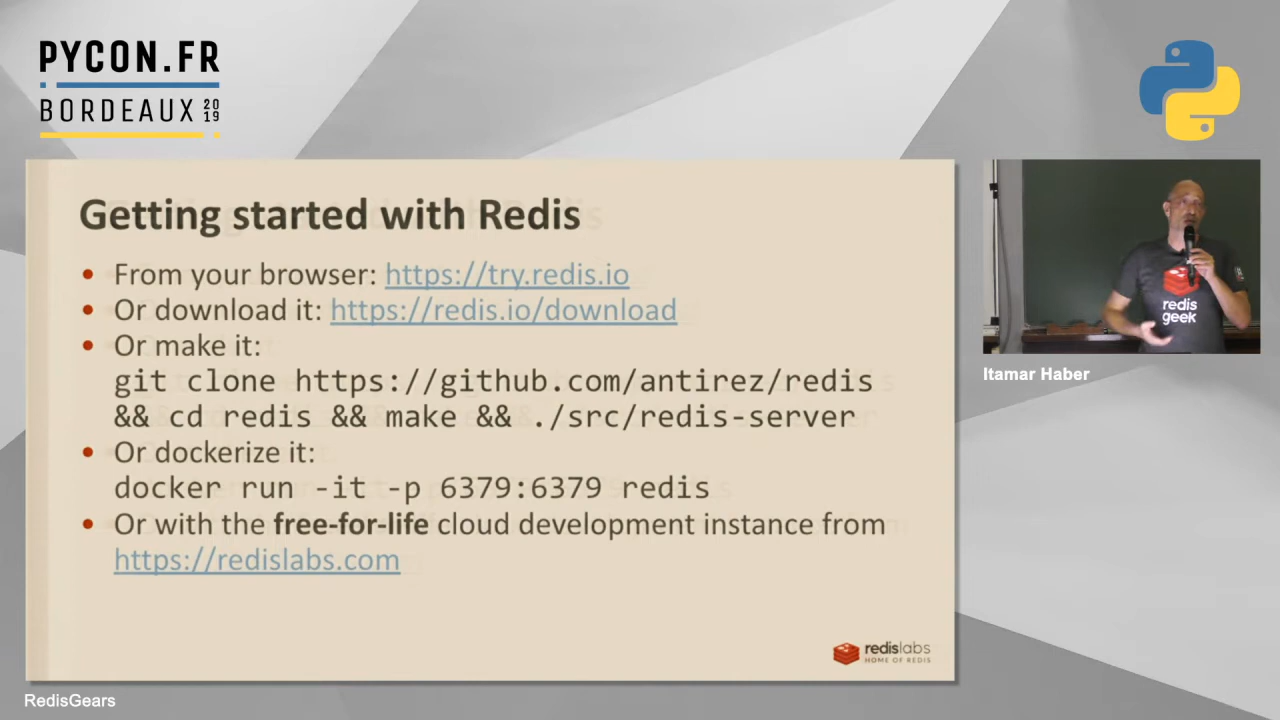 PYCON.FR
BORDEAUX 2019
Getting started with Redis
• From your browser: https://try.redis.io
• Or download it: https://redis.io/download
• Or make it:
git clone https://github.com/antirez/redis
&& cd redis && make && ./src/redis-server
• Or dockerize it:
docker run -it -p 6379:6379 redis
• Or with the free-for-life cloud development instance from
https://redislabs.com
redislabs
HOME OF REDIS
redis
geek
Itamar Haber
RedisGears